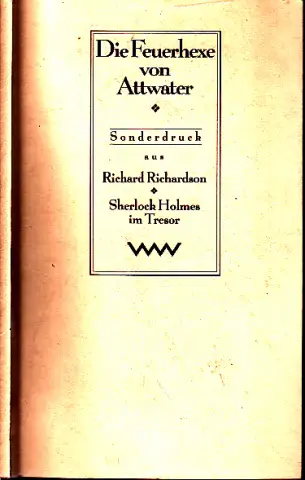 Die Feuerhexe
von
Attwater
Sonderdruck
aus
Richard Richardson
Sherlock Holmes
im Tresor